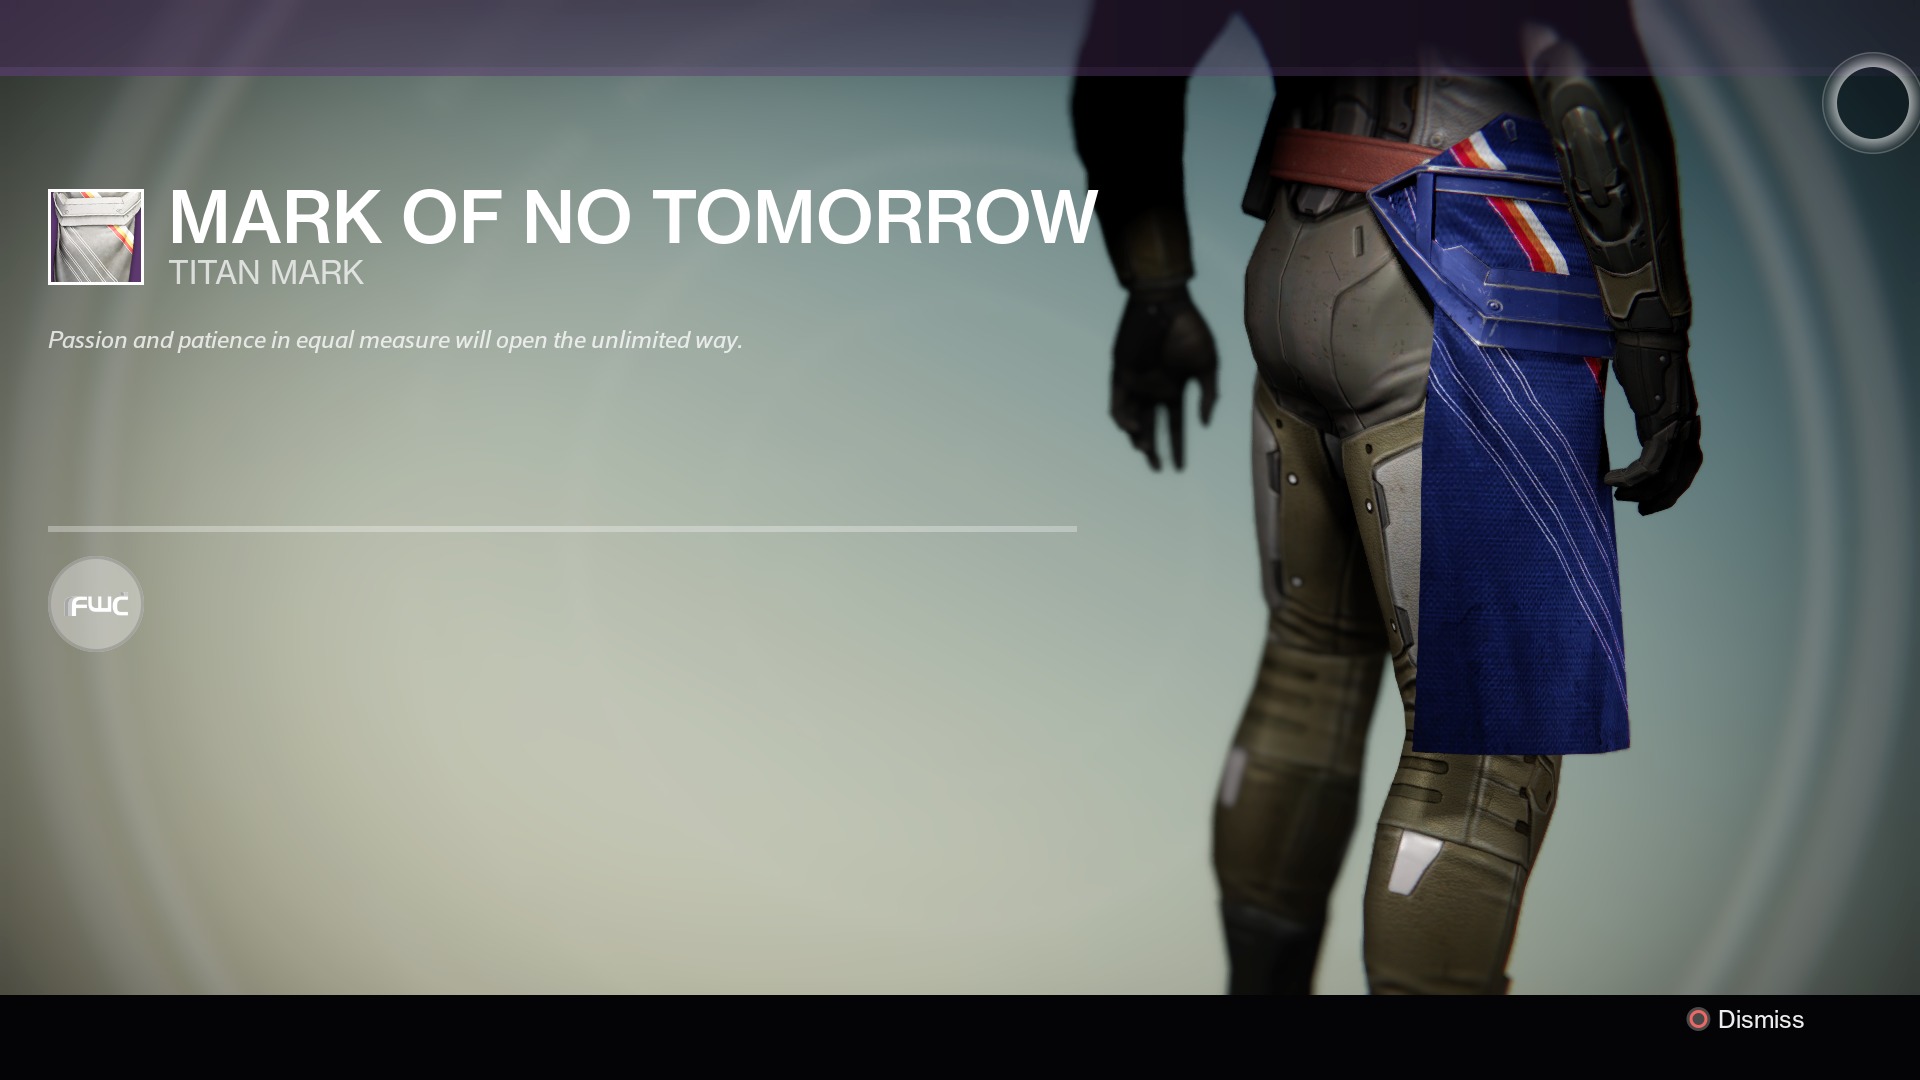 MARK OF NO TOMORROW
TITAN MARK
Passion and patience in equal measure will open the unlimited way.
FWC
Dismiss